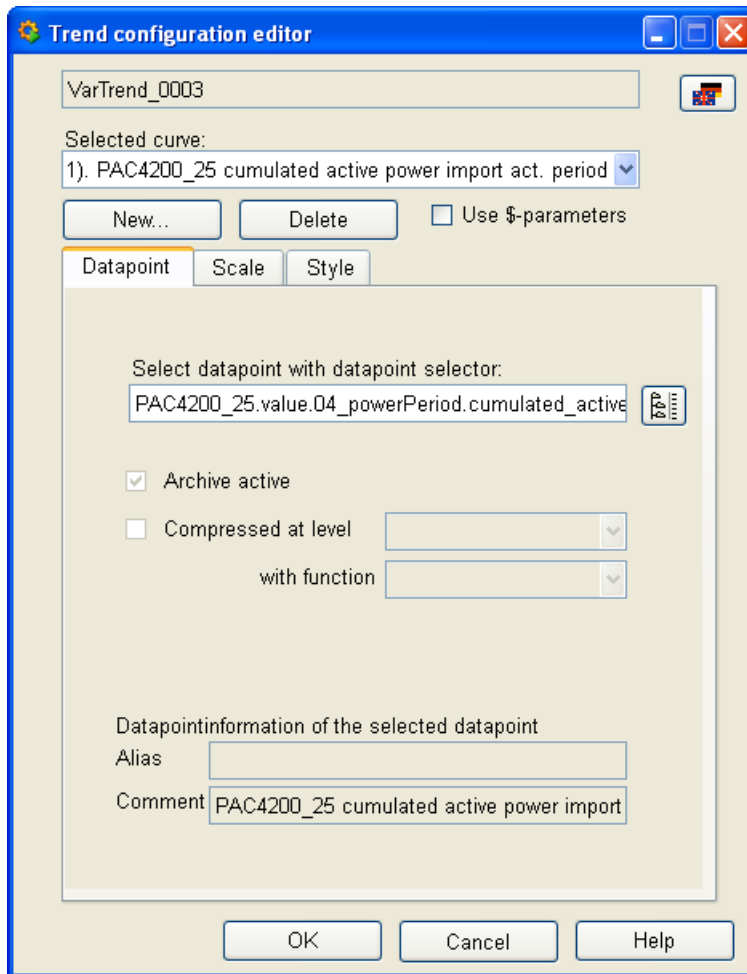 Trend configuration editor
VarTrend_0003
Selected curve:
1). PAC4200_25 cumulated active power import act. period
New... Delete Use $-parameters
Datapoint Scale Style
Select datapoint with datapoint selector:
PAC4200_25.value.04_powerPeriod.cumulated_active
Archive active
Compressed at level
with function
Datapointinformation of the selected datapoint
Alias
Comment PAC4200_25 cumulated active power import
OK Cancel Help